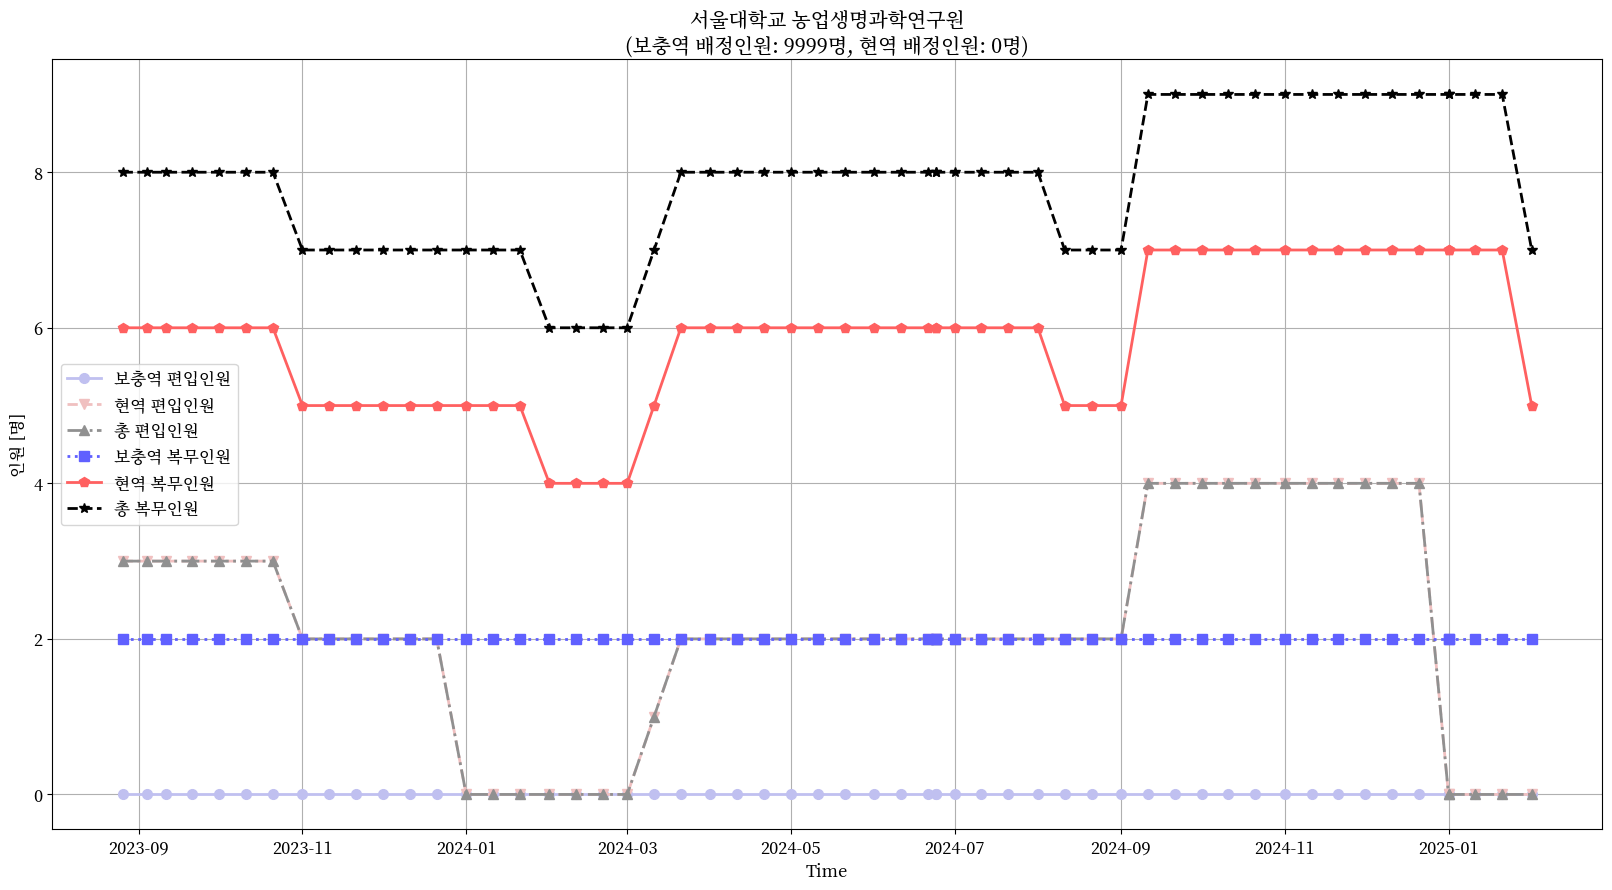 서울대학교 농업생명과학연구원
(보충역 배정인원: 9999명, 현역 배정인원: 0명)
인원 [명]
8
6
4
2
0
보충역 편입인원
현역 편입인원
총 편입인원
보충역 복무인원
현역 복무인원
총 복무인원
2023-09
2023-11
2024-01
2024-03
2024-05
2024-07
2024-09
2024-11
2025-01
Time